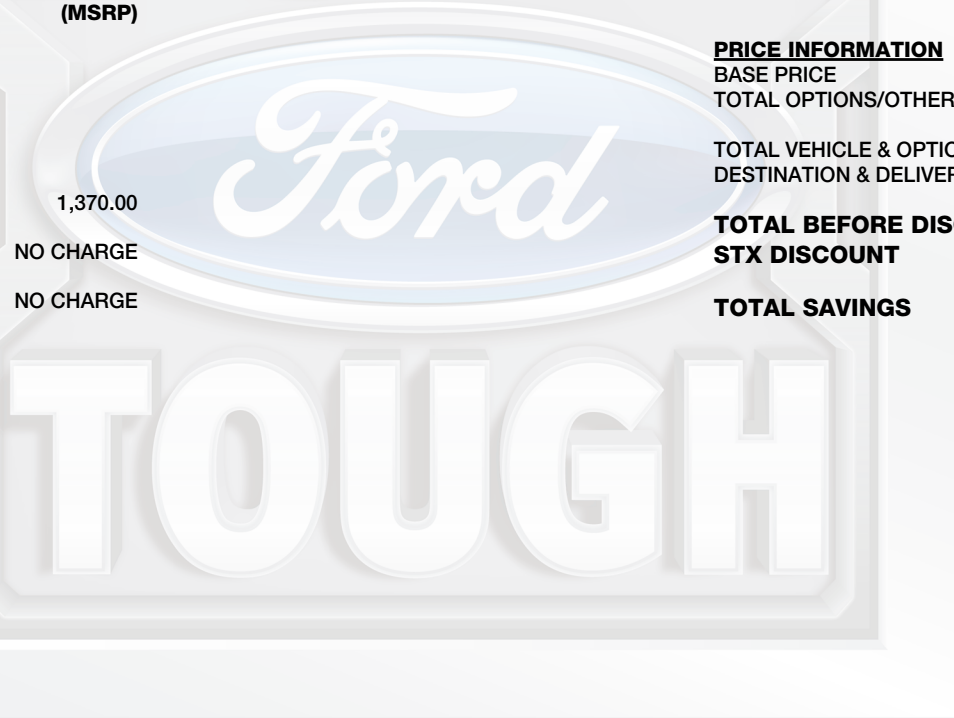 (MSRP)
1,370.00
NO CHARGE
NO CHARGE
PRICE INFORMATION
BASE PRICE
TOTAL OPTIONS/OTHER
TOTAL VEHICLE & OPTIO
DESTINATION & DELIVER
TOTAL BEFORE DISC
STX DISCOUNT
TOTAL SAVINGS
Ford
TOUGH